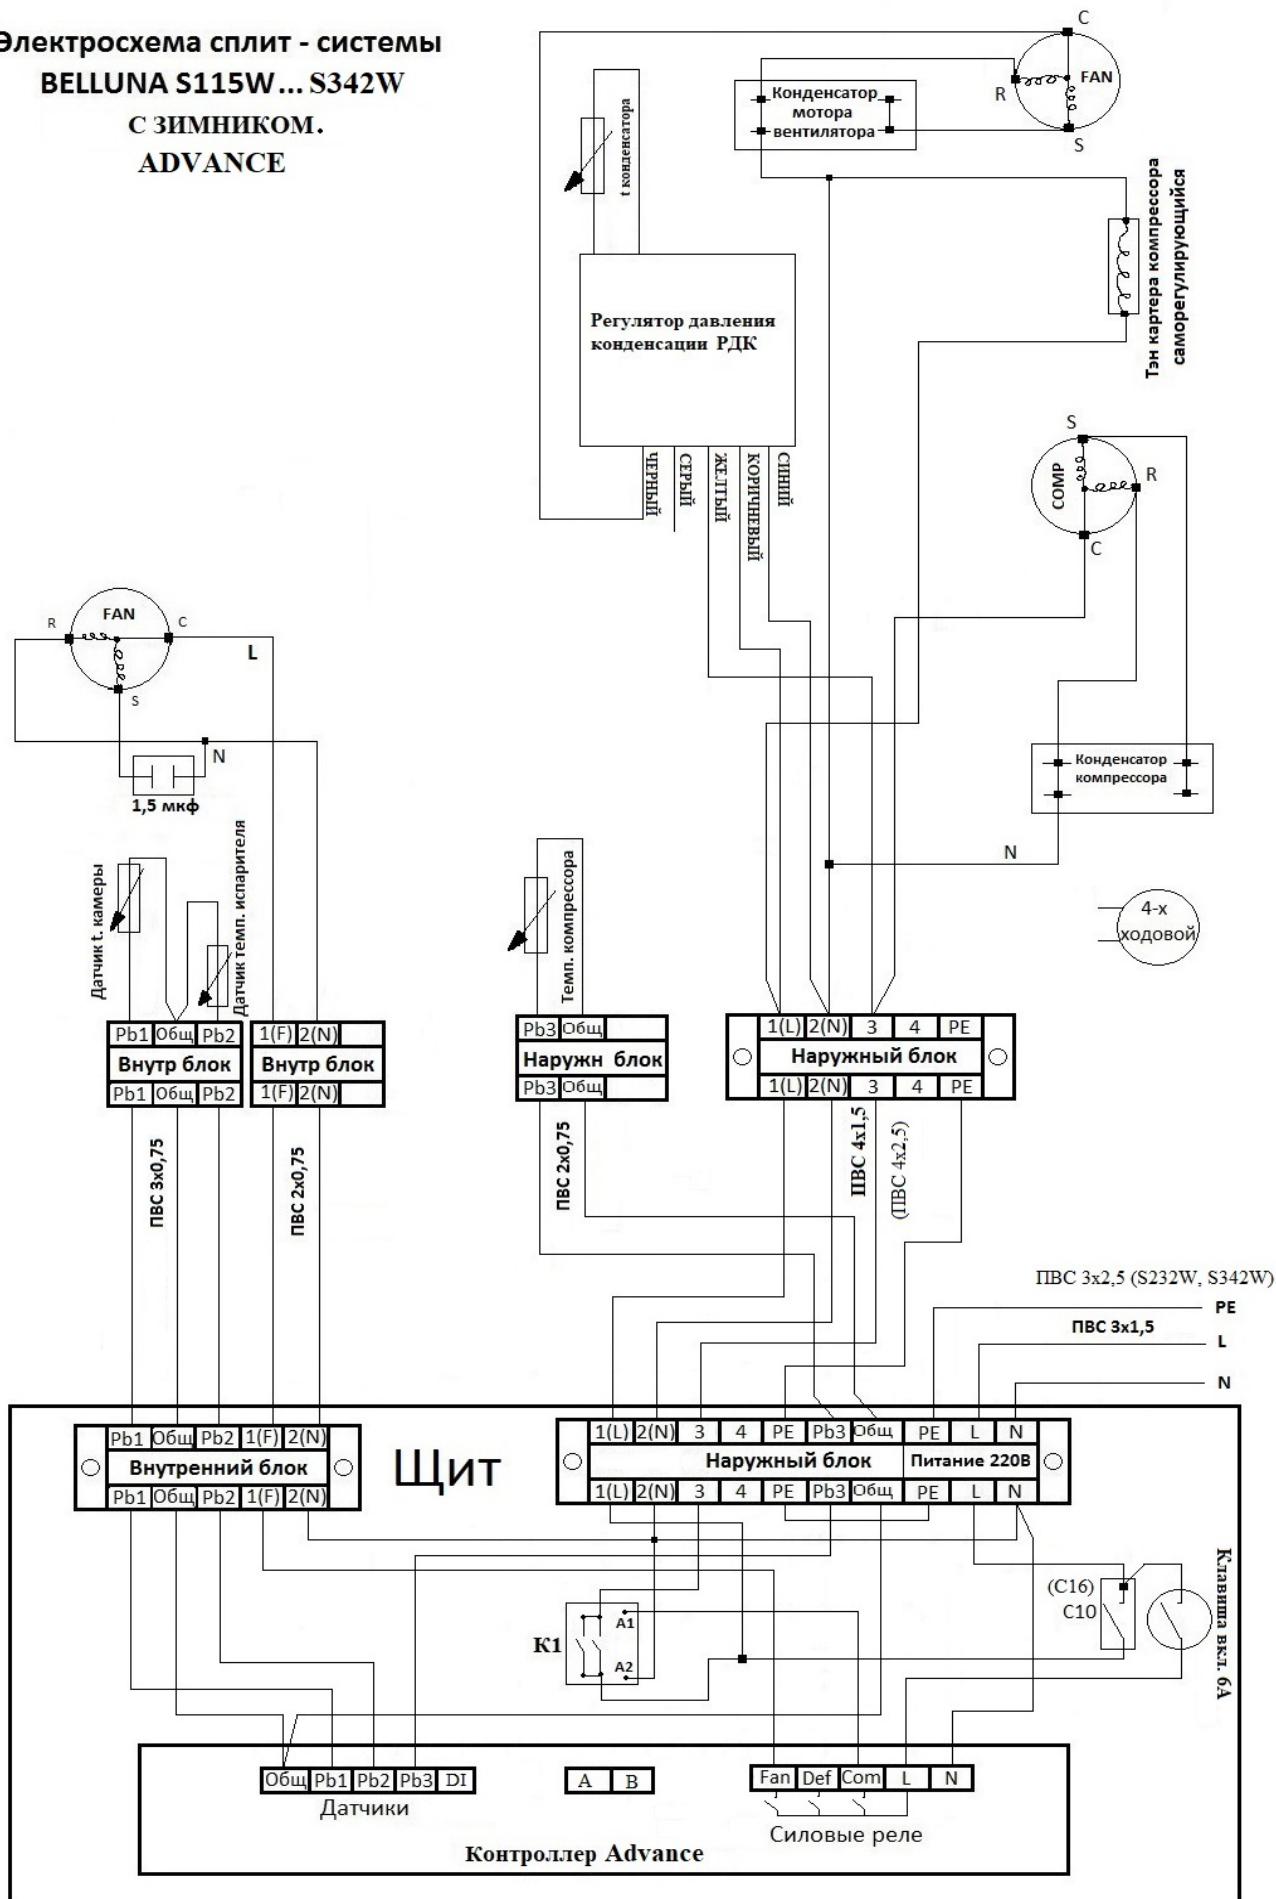 Электросхема сплит - системы
BELLUNA S115W... S342W
С ЗИМНИКОМ.
ADVANCE
C
R
FAN
S
Конденсатор
мотора
вентилятора
t конденсатора
Регулятор давления
конденсации РДК
ЧЕРНЫЙ
СЕРЫЙ
ЖЕЛТЫЙ
КОРИЧНЕВЫЙ
СИНИЙ
Тэн картера компрессора
саморегулирующийся
S
COMP
R
C
Конденсатор
компрессора
N
4-х
ходовой
FAN
R
C
L
S
N
1,5 мкф
Датчик t. камеры
Датчик темп. испарителя
Темп. компрессора
Pb1 Общ Pb2
Внутр блок
Pb1 Общ Pb2
1(F) 2(N)
Внутр блок
1(F) 2(N)
Pb3 Общ
Наружн блок
Pb3 Общ
1(L) 2(N) 3 4 PE
Наружный блок
1(L) 2(N) 3 4 PE
ПВС 3х0,75
ПВС 2х0,75
ПВС 2х0,75
ПВС 4х1,5
(ПВС 4х2,5)
ПВС 3х2,5 (S232W, S342W)
PE
ПВС 3х1,5
L
N
Pb1 Общ Pb2 1(F) 2(N)
Внутренний блок
Pb1 Общ Pb2 1(F) 2(N)
Щит
1(L) 2(N) 3 4 PE Pb3 Общ PE L N
Наружный блок Питание 220В
1(L) 2(N) 3 4 PE Pb3 Общ PE L N
К1
A1
A2
(С16)
С10
Клавиша вкл. 6А
Общ Pb1 Pb2 Pb3 DI
Датчики
A B
Fan Def Com L N
Силовые реле
Контроллер Advance